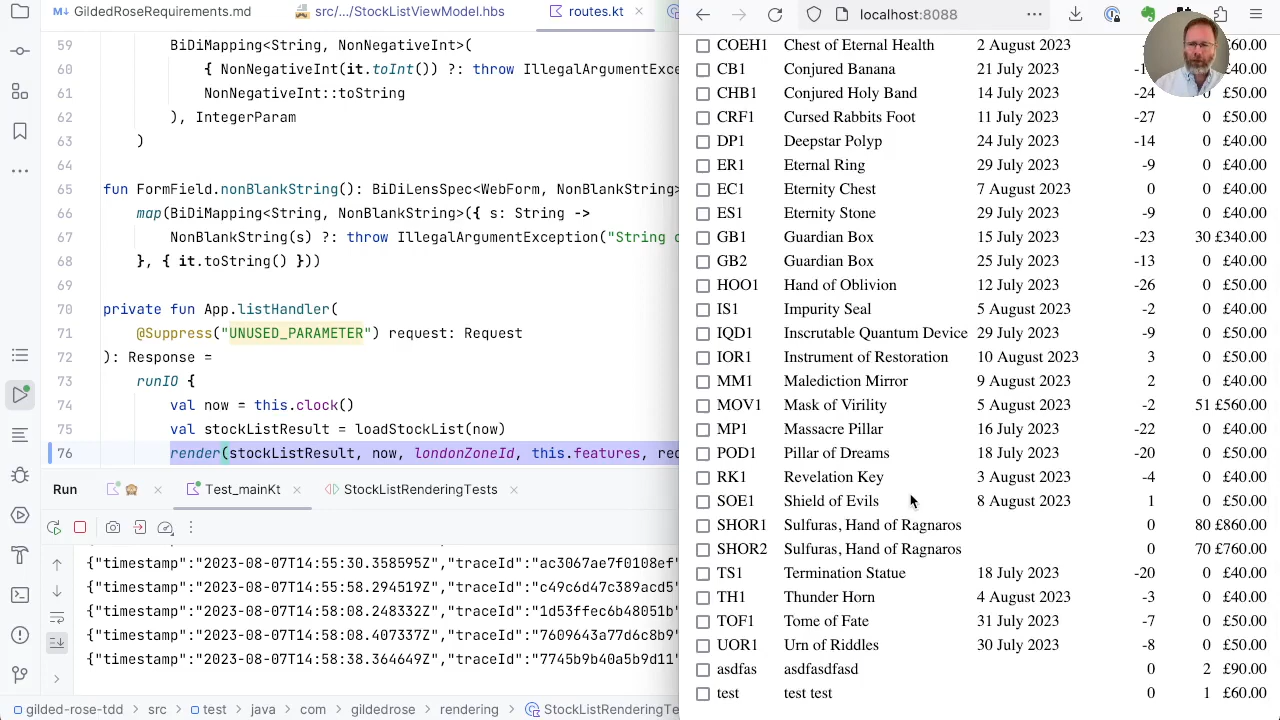 GildedRoseRequirements.md src/.../StockListViewModel.hbs routes.kt
59 BiDiMapping<String, NonNegativeInt>(
60 { NonNegativeInt(it.toInt()) ?: throw IllegalArgumentExce
61 NonNegativeInt::toString
62 ), IntegerParam
63 )
64
65 fun FormField.nonBlankString(): BiDiLensSpec<WebForm, NonBlankString>
66 map(BiDiMapping<String, NonBlankString>({ s: String ->
67 NonBlankString(s) ?: throw IllegalArgumentException("String c
68 }, { it.toString() }))
69
70 private fun App.listHandler(
71 @Suppress("UNUSED_PARAMETER") request: Request
72 ): Response =
73 runIO {
74 val now = this.clock()
75 val stockListResult = loadStockList(now)
76 render(stockListResult, now, londonZoneId, this.features, req
Run Test_mainKt StockListRenderingTests
{"timestamp":"2023-08-07T14:55:30.358595Z","traceId":"ac3067ae7f0108ef"
{"timestamp":"2023-08-07T14:55:58.294519Z","traceId":"c49c6d47c389acd5"
{"timestamp":"2023-08-07T14:58:08.248332Z","traceId":"1d53ffec6b48051b"
{"timestamp":"2023-08-07T14:58:08.407337Z","traceId":"7609643a77d6c8b9"
{"timestamp":"2023-08-07T14:58:38.364649Z","traceId":"7745b9b40a5b9d11"
gilded-rose-tdd src test java com gildedrose rendering StockListRenderingTe
localhost:8088
COEH1 Chest of Eternal Health 2 August 2023 £60.00
CB1 Conjured Banana 21 July 2023 £40.00
CHB1 Conjured Holy Band 14 July 2023 -24 0 £50.00
CRF1 Cursed Rabbits Foot 11 July 2023 -27 0 £50.00
DP1 Deepstar Polyp 24 July 2023 -14 0 £40.00
ER1 Eternal Ring 29 July 2023 -9 0 £40.00
EC1 Eternity Chest 7 August 2023 0 0 £40.00
ES1 Eternity Stone 29 July 2023 -9 0 £40.00
GB1 Guardian Box 15 July 2023 -23 30 £340.00
GB2 Guardian Box 25 July 2023 -13 0 £40.00
HOO1 Hand of Oblivion 12 July 2023 -26 0 £50.00
IS1 Impurity Seal 5 August 2023 -2 0 £40.00
IQD1 Inscrutable Quantum Device 29 July 2023 -9 0 £50.00
IOR1 Instrument of Restoration 10 August 2023 3 0 £50.00
MM1 Malediction Mirror 9 August 2023 2 0 £40.00
MOV1 Mask of Virility 5 August 2023 -2 51 £560.00
MP1 Massacre Pillar 16 July 2023 -22 0 £40.00
POD1 Pillar of Dreams 18 July 2023 -20 0 £50.00
RK1 Revelation Key 3 August 2023 -4 0 £40.00
SOE1 Shield of Evils 8 August 2023 1 0 £50.00
SHOR1 Sulfuras, Hand of Ragnaros 0 80 £860.00
SHOR2 Sulfuras, Hand of Ragnaros 0 70 £760.00
TS1 Termination Statue 18 July 2023 -20 0 £40.00
TH1 Thunder Horn 4 August 2023 -3 0 £60.00
TOF1 Tome of Fate 31 July 2023 -7 0 £50.00
UOR1 Urn of Riddles 30 July 2023 -8 0 £50.00
asdfas asdfasdfasd 0 2 £90.00
test test test 0 1 £60.00